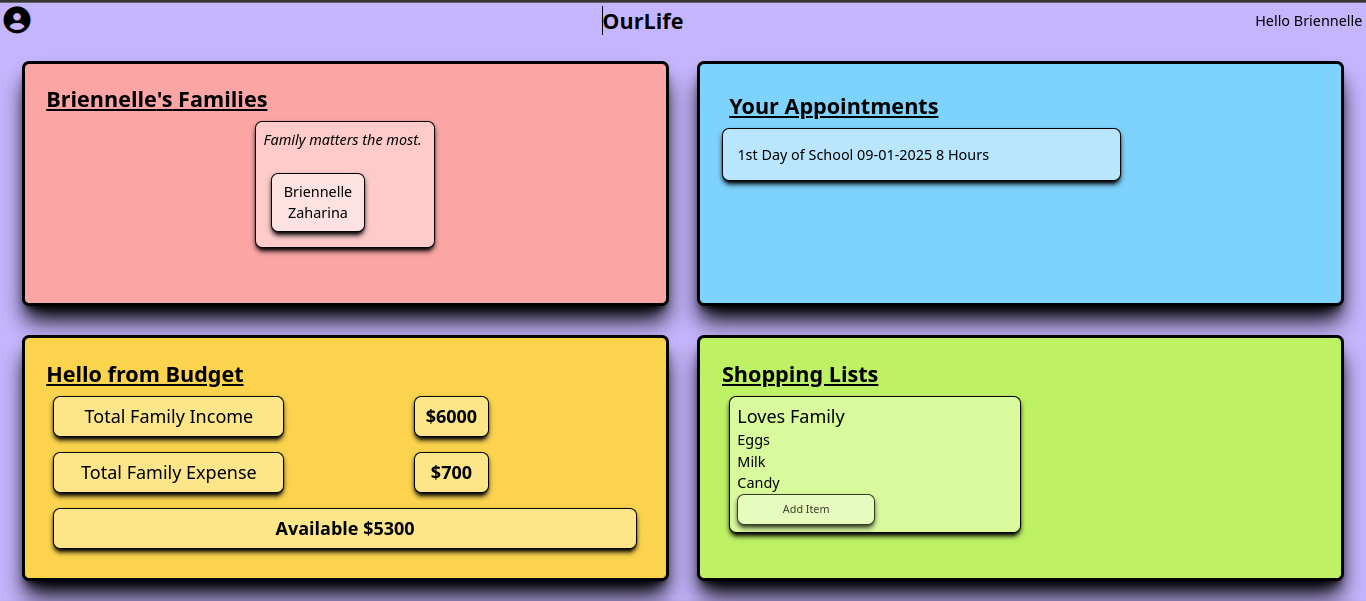 OurLife
Hello Briennelle
Briennelle's Families
Family matters the most.
Briennelle
Zaharina
Your Appointments
1st Day of School 09-01-2025 8 Hours
Hello from Budget
Total Family Income
$6000
Total Family Expense
$700
Available $5300
Shopping Lists
Loves Family
Eggs
Milk
Candy
Add Item